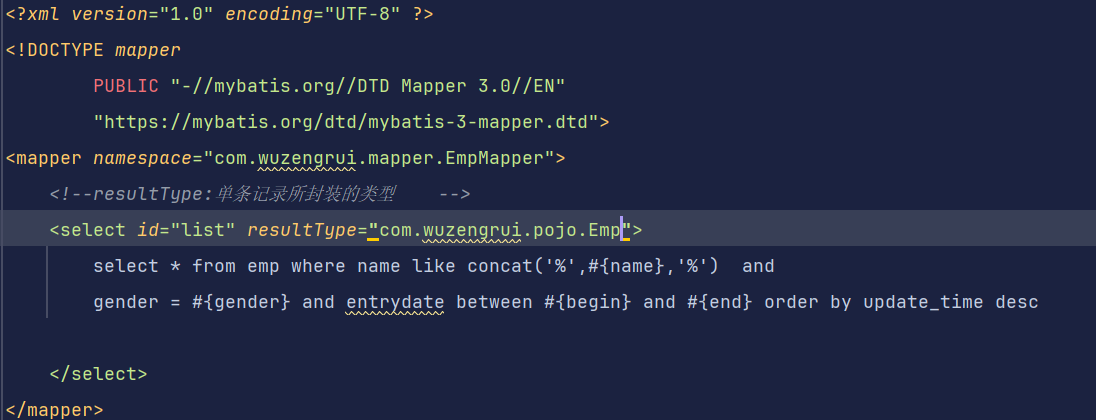 <?xml version="1.0" encoding="UTF-8" ?>
<!DOCTYPE mapper
        PUBLIC "-//mybatis.org//DTD Mapper 3.0//EN"
        "https://mybatis.org/dtd/mybatis-3-mapper.dtd">
<mapper namespace="com.wuzengrui.mapper.EmpMapper">
    <!--resultType:单条记录所封装的类型    -->
    <select id="list" resultType="com.wuzengrui.pojo.Emp">
        select * from emp where name like concat('%',#{name},'%')  and
        gender = #{gender} and entrydate between #{begin} and #{end} order by update_time desc
    </select>
</mapper>